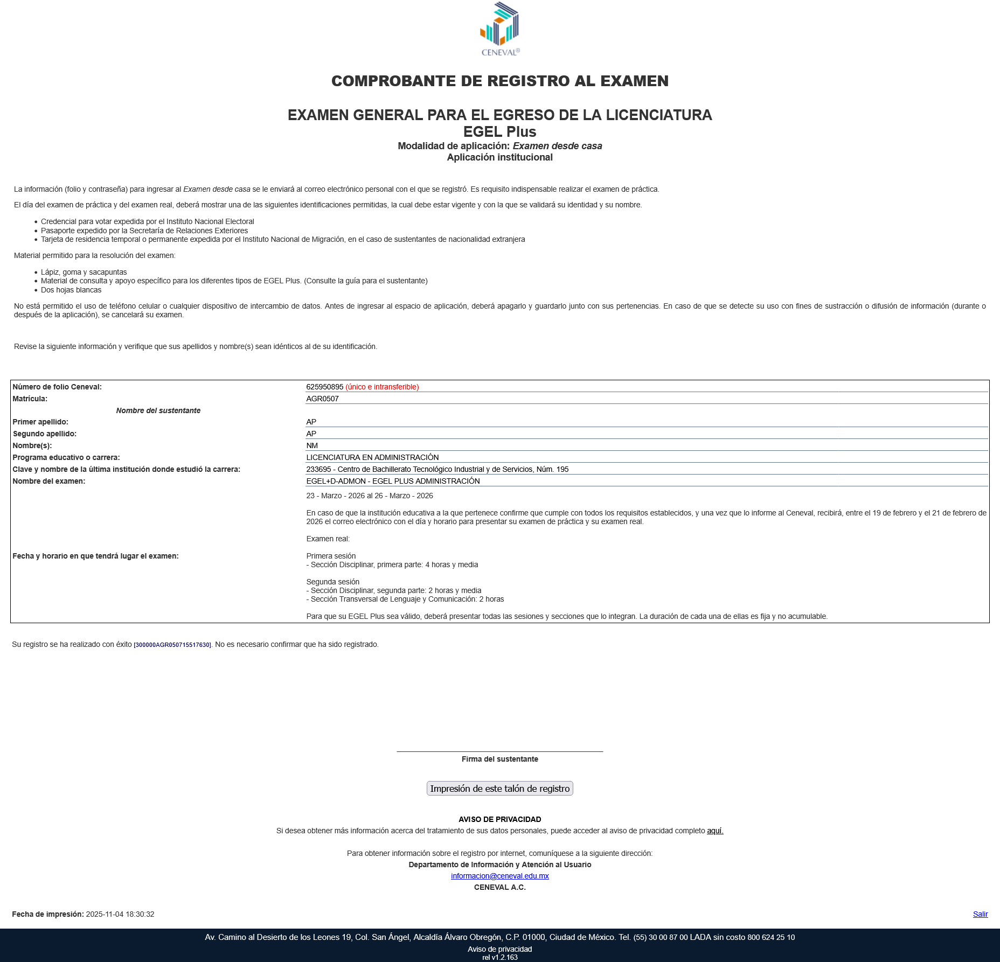 CENEVAL®
COMPROBANTE DE REGISTRO AL EXAMEN
EXAMEN GENERAL PARA EL EGRESO DE LA LICENCIATURA
EGEL Plus
Modalidad de aplicación: Examen desde casa
Aplicación institucional
La información (folio y contraseña) para ingresar al Examen desde casa se le enviará al correo electrónico personal con el que se registró. Es requisito indispensable realizar el examen de práctica.
El día del examen de práctica y del examen real, deberá mostrar una de las siguientes identificaciones permitidas, la cual debe estar vigente y con la que se validará su identidad y su nombre.
• Credencial para votar expedida por el Instituto Nacional Electoral
• Pasaporte expedido por la Secretaría de Relaciones Exteriores
• Tarjeta de residencia temporal o permanente expedida por el Instituto Nacional de Migración, en el caso de sustentantes de nacionalidad extranjera
Material permitido para la resolución del examen:
• Lápiz, goma y sacapuntas
• Material de consulta y apoyo específico para los diferentes tipos de EGEL Plus. (Consulte la guía para el sustentante)
• Dos hojas blancas
No está permitido el uso de teléfono celular o cualquier dispositivo de intercambio de datos. Antes de ingresar al espacio de aplicación, deberá apagarlo y guardarlo junto con sus pertenencias. En caso de que se detecte su uso con fines de sustracción o difusión de información (durante o
después de la aplicación), se cancelará su examen.
Revise la siguiente información y verifique que sus apellidos y nombre(s) sean idénticos al de su identificación.
Número de folio Ceneval: 625950895 (único e intransferible)
Matrícula: AGR0507
Nombre del sustentante
Primer apellido: AP
Segundo apellido: AP
Nombre(s): NM
Programa educativo o carrera: LICENCIATURA EN ADMINISTRACIÓN
Clave y nombre de la última institución donde estudió la carrera: 233695 - Centro de Bachillerato Tecnológico Industrial y de Servicios, Núm. 195
Nombre del examen: EGEL+D-ADMON - EGEL PLUS ADMINISTRACIÓN
23 - Marzo - 2026 al 26 - Marzo - 2026
En caso de que la institución educativa a la que pertenece confirme que cumple con todos los requisitos establecidos, y una vez que lo informe al Ceneval, recibirá, entre el 19 de febrero y el 21 de febrero de
2026 el correo electrónico con el día y horario para presentar su examen de práctica y su examen real.
Examen real:
Fecha y horario en que tendrá lugar el examen: Primera sesión
- Sección Disciplinar, primera parte: 4 horas y media
Segunda sesión
- Sección Disciplinar, segunda parte: 2 horas y media
- Sección Transversal de Lenguaje y Comunicación: 2 horas
Para que su EGEL Plus sea válido, deberá presentar todas las sesiones y secciones que lo integran. La duración de cada una de ellas es fija y no acumulable.
Su registro se ha realizado con éxito [300000AGR050715517630]. No es necesario confirmar que ha sido registrado.
Firma del sustentante
Impresión de este talón de registro
AVISO DE PRIVACIDAD
Si desea obtener más información acerca del tratamiento de sus datos personales, puede acceder al aviso de privacidad completo aquí.
Para obtener información sobre el registro por internet, comuníquese a la siguiente dirección:
Departamento de Información y Atención al Usuario
informacion@ceneval.edu.mx
CENEVAL A.C.
Fecha de impresión: 2025-11-04 18:30:32 Salir
Av. Camino al Desierto de los Leones 19, Col. San Ángel, Alcaldía Álvaro Obregón, C.P. 01000, Ciudad de México. Tel. (55) 30 00 87 00 LADA sin costo 800 624 25 10
Aviso de privacidad
rel v1.2.163